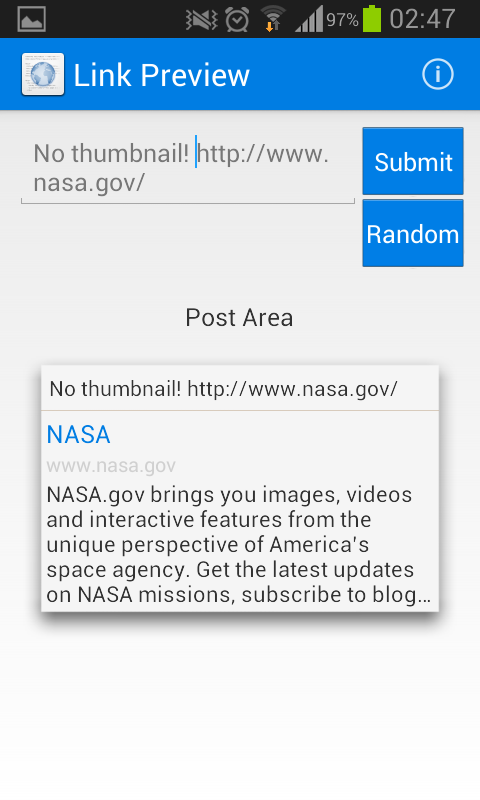 97% 02:47
Link Preview
No thumbnail! http://www.
nasa.gov/
Submit
Random
Post Area
No thumbnail! http://www.nasa.gov/
NASA
www.nasa.gov
NASA.gov brings you images, videos
and interactive features from the
unique perspective of America's
space agency. Get the latest updates
on NASA missions, subscribe to blog...